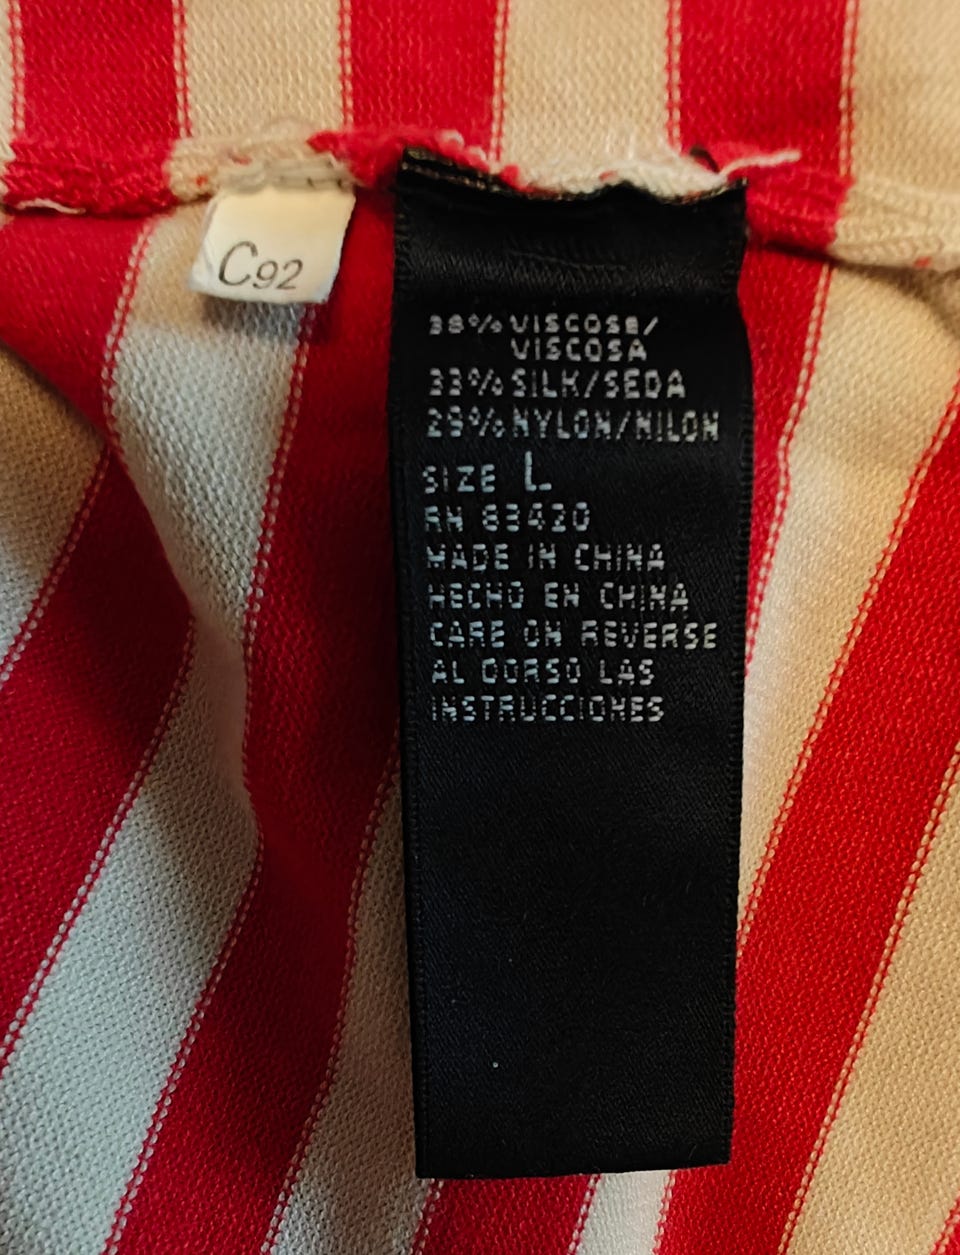 C92
38% VISCOSE/
VISCOSA
33% SILK/SEDA
29% NYLON/NILON
SIZE L
RN 83420
MADE IN CHINA
HECHO EN CHINA
CARE ON REVERSE
AL DORSO LAS
INSTRUCCIONES